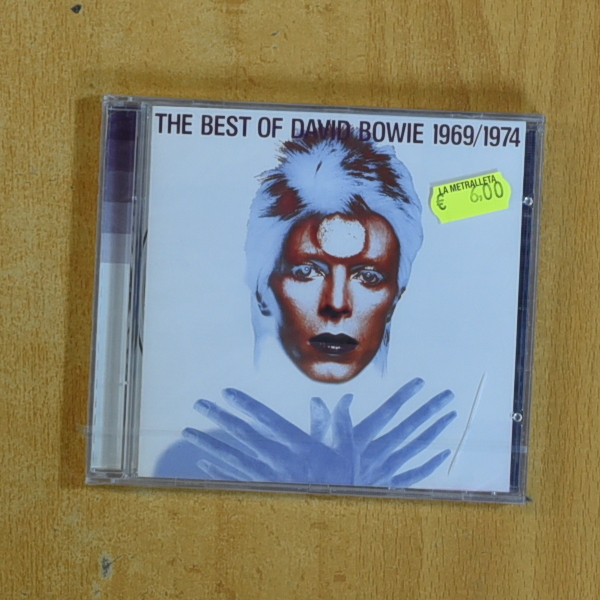 THE BEST OF DAVID BOWIE 1969/1974
LA METRALLETA
€ 6,00